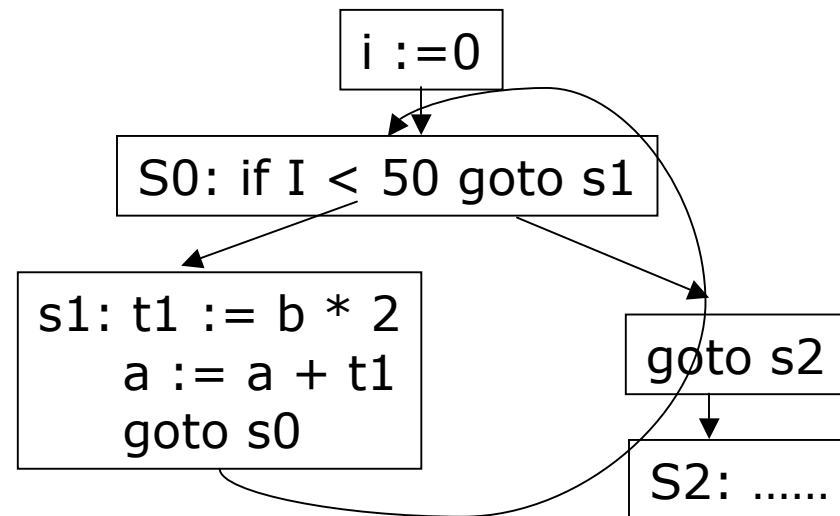 i :=0
S0: if I < 50 goto s1
s1: t1 := b * 2
a := a + t1
goto s0
goto s2
S2: ......